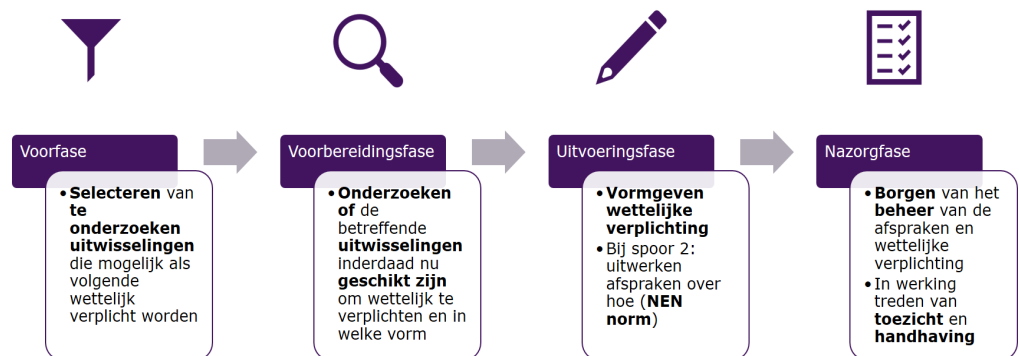 Voorfase
• Selecteren van
te
onderzoeken
uitwisselingen
die mogelijk als
volgende
wettelijk
verplicht worden
Voorbereidingsfase
• Onderzoeken
of de
betreffende
uitwisselingen
inderdaad nu
geschikt zijn
om wettelijk te
verplichten en in
welke vorm
Uitvoeringsfase
• Vormgeven
wettelijke
verplichting
• Bij spoor 2:
uitwerken
afspraken over
hoe (NEN
norm)
Nazorgfase
• Borgen van het
beheer van de
afspraken en
wettelijke
verplichting
• In werking
treden van
toezicht en
handhaving